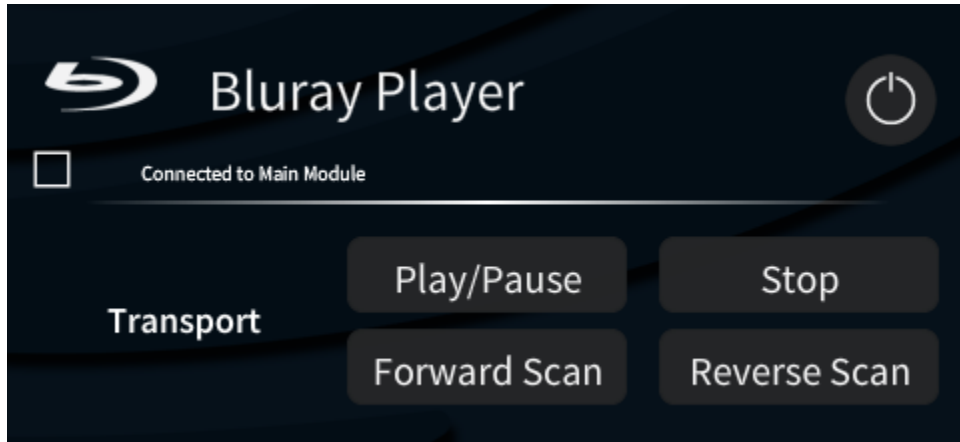 Bluray Player
Connected to Main Module
Play/Pause Stop
Transport
Forward Scan Reverse Scan